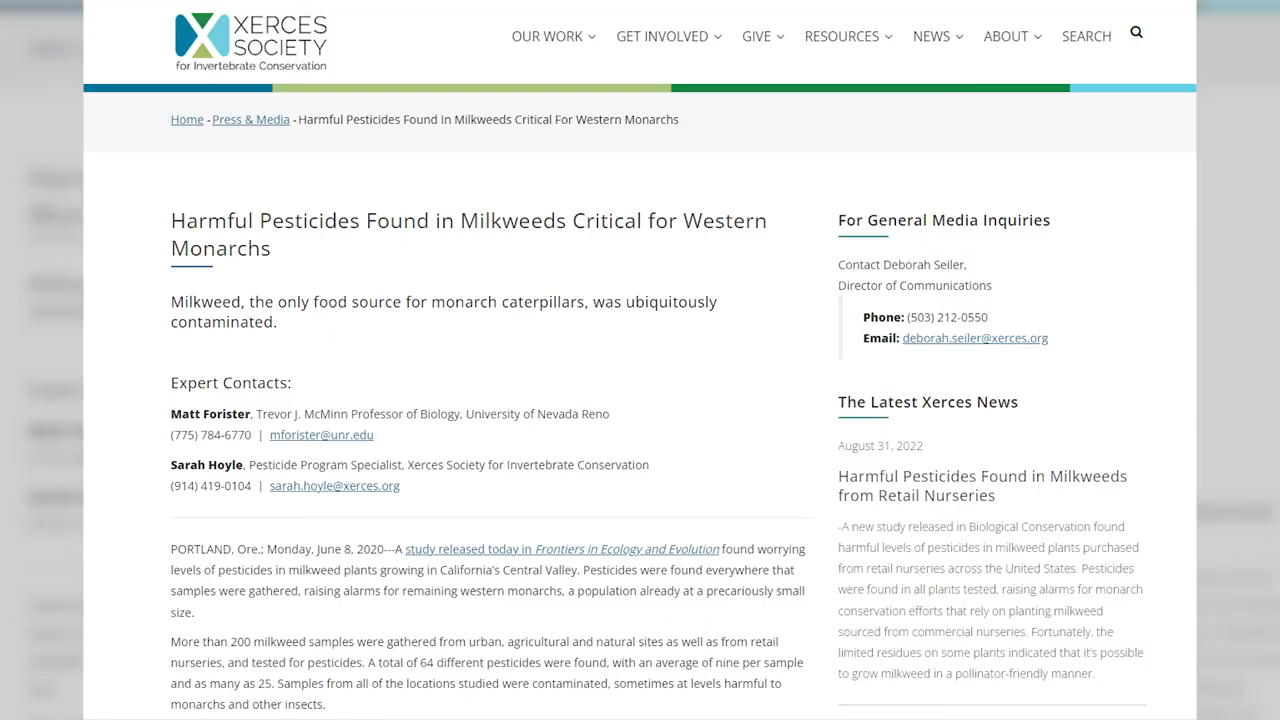 XERCES
SOCIETY
for Invertebrate Conservation
OUR WORK
GET INVOLVED
GIVE
RESOURCES
NEWS
ABOUT
SEARCH
Home - Press & Media - Harmful Pesticides Found In Milkweeds Critical For Western Monarchs
Harmful Pesticides Found in Milkweeds Critical for Western
Monarchs
Milkweed, the only food source for monarch caterpillars, was ubiquitously
contaminated.
Expert Contacts:
Matt Forister, Trevor J. McMinn Professor of Biology, University of Nevada Reno
(775) 784-6770 | mforister@unr.edu
Sarah Hoyle, Pesticide Program Specialist, Xerces Society for Invertebrate Conservation
(914) 419-0104 | sarah.hoyle@xerces.org
PORTLAND, Ore.; Monday, June 8, 2020---A study released today in Frontiers in Ecology and Evolution found worrying
levels of pesticides in milkweed plants growing in California's Central Valley. Pesticides were found everywhere that
samples were gathered, raising alarms for remaining western monarchs, a population already at a precariously small
size.
More than 200 milkweed samples were gathered from urban, agricultural and natural sites as well as from retail
nurseries, and tested for pesticides. A total of 64 different pesticides were found, with an average of nine per sample
and as many as 25. Samples from all of the locations studied were contaminated, sometimes at levels harmful to
monarchs and other insects.
For General Media Inquiries
Contact Deborah Seiler,
Director of Communications
Phone: (503) 212-0550
Email: deborah.seiler@xerces.org
The Latest Xerces News
August 31, 2022
Harmful Pesticides Found in Milkweeds
from Retail Nurseries
-A new study released in Biological Conservation found
harmful levels of pesticides in milkweed plants purchased
from retail nurseries across the United States. Pesticides
were found in all plants tested, raising alarms for monarch
conservation efforts that rely on planting milkweed
sourced from commercial nurseries. Fortunately, the
limited residues on some plants indicated that it's possible
to grow milkweed in a pollinator-friendly manner.